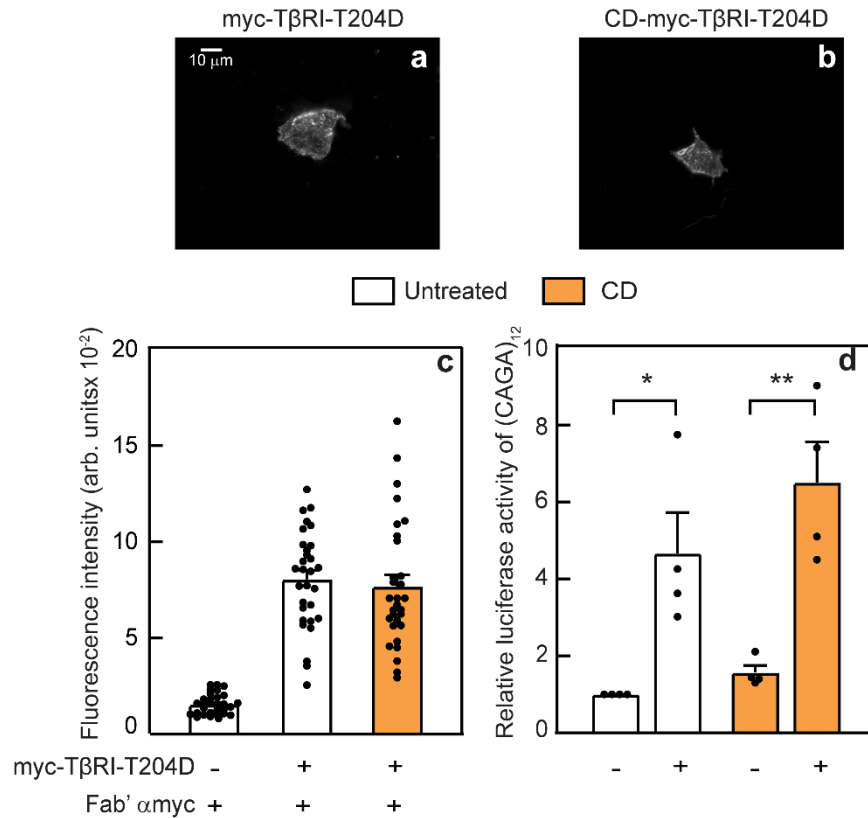 myc-TβRI-T204D
CD-myc-TβRI-T204D
10 μm
a
b
Untreated
CD
Fluorescence intensity (arb. unitsx 10⁻²)
20
15
10
5
0
c
Relative luciferase activity of (CAGA)₁₂
10
8
6
4
2
0
d
*
**
myc-TβRI-T204D - + + - + - +
Fab' αmyc + + +